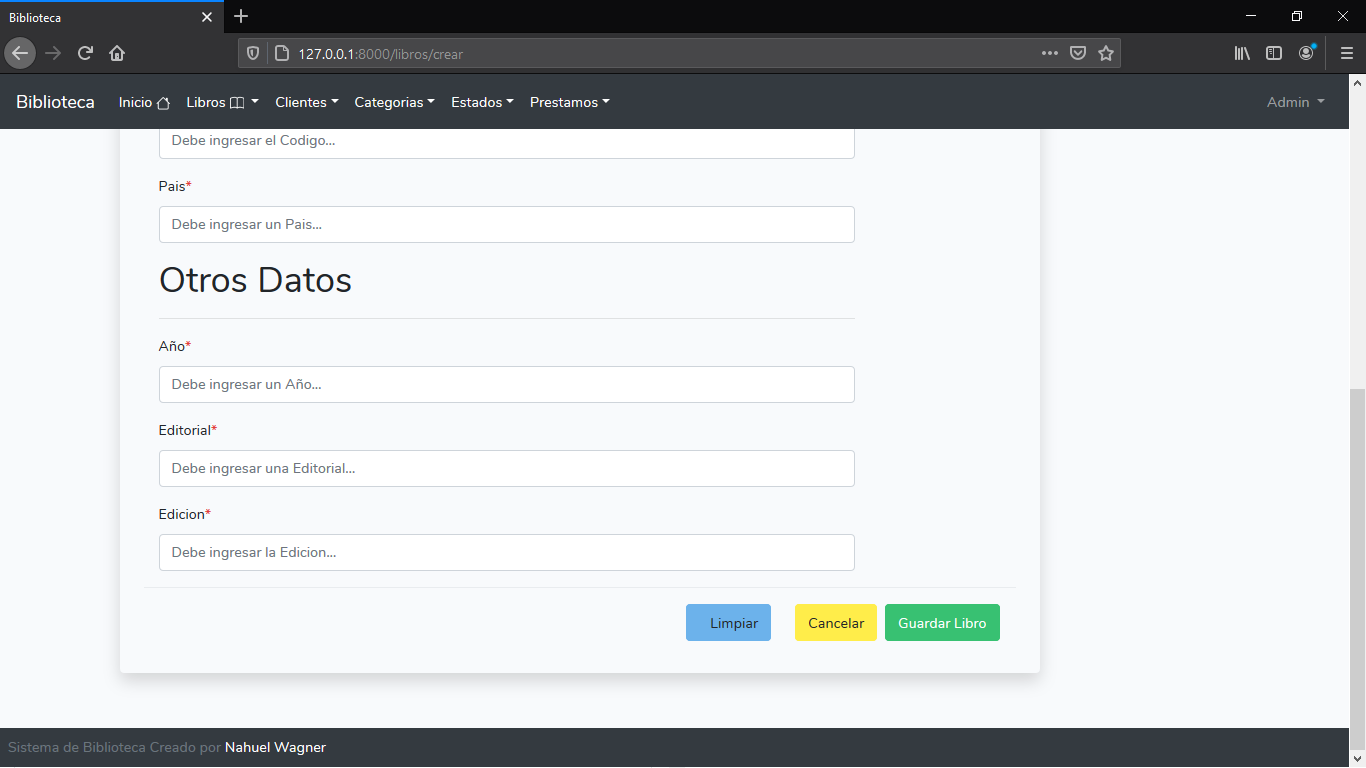 Biblioteca
127.0.0.1:8000/libros/crear
Biblioteca Inicio Libros Clientes Categorias Estados Prestamos Admin
Debe ingresar el Codigo...
Pais*
Debe ingresar un Pais...
Otros Datos
Año*
Debe ingresar un Año...
Editorial*
Debe ingresar una Editorial...
Edicion*
Debe ingresar la Edicion...
Limpiar Cancelar Guardar Libro
Sistema de Biblioteca Creado por Nahuel Wagner